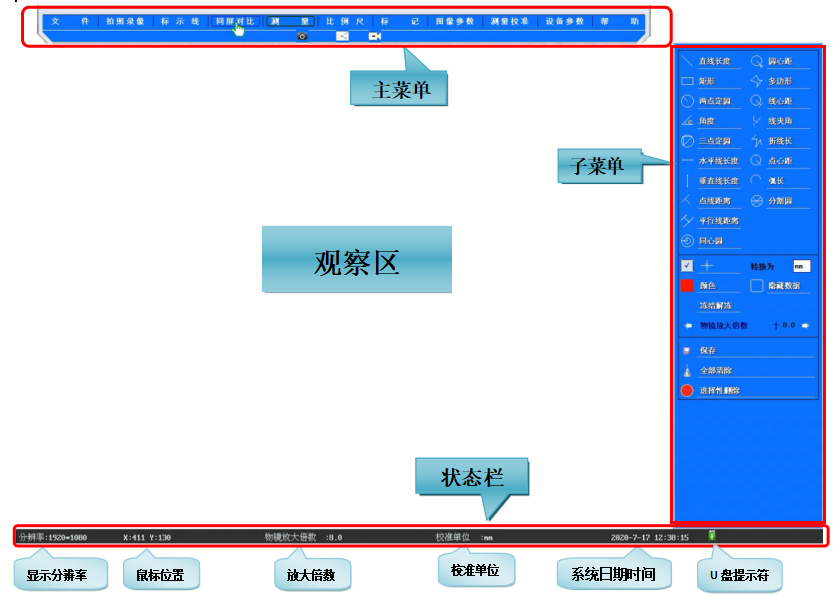 文 件 拍照录像 标 示 线 同屏对比 测 量 比 例 尺 标 记 图像参数 测量校准 设备参数 帮 助
主菜单
直线长度 圆心距
矩形 多边形
两点定圆 线心距
角度 线夹角
三点定圆 折线长
水平线长度 点心距
垂直线长度 弧长
点线距离 分割圆
平行线距离
同心圆
子菜单
观察区
转换为 mm
颜色 隐藏数据
冻结解冻
物镜放大倍数 8.0
保存
全部清除
选择性删除
状态栏
分辨率:1920*1080 X:411 Y:130 物镜放大倍数 :8.0 校准单位 :mm 2020-7-17 12:38:15
显示分辨率 鼠标位置 放大倍数 校准单位 系统日期时间 U 盘提示符